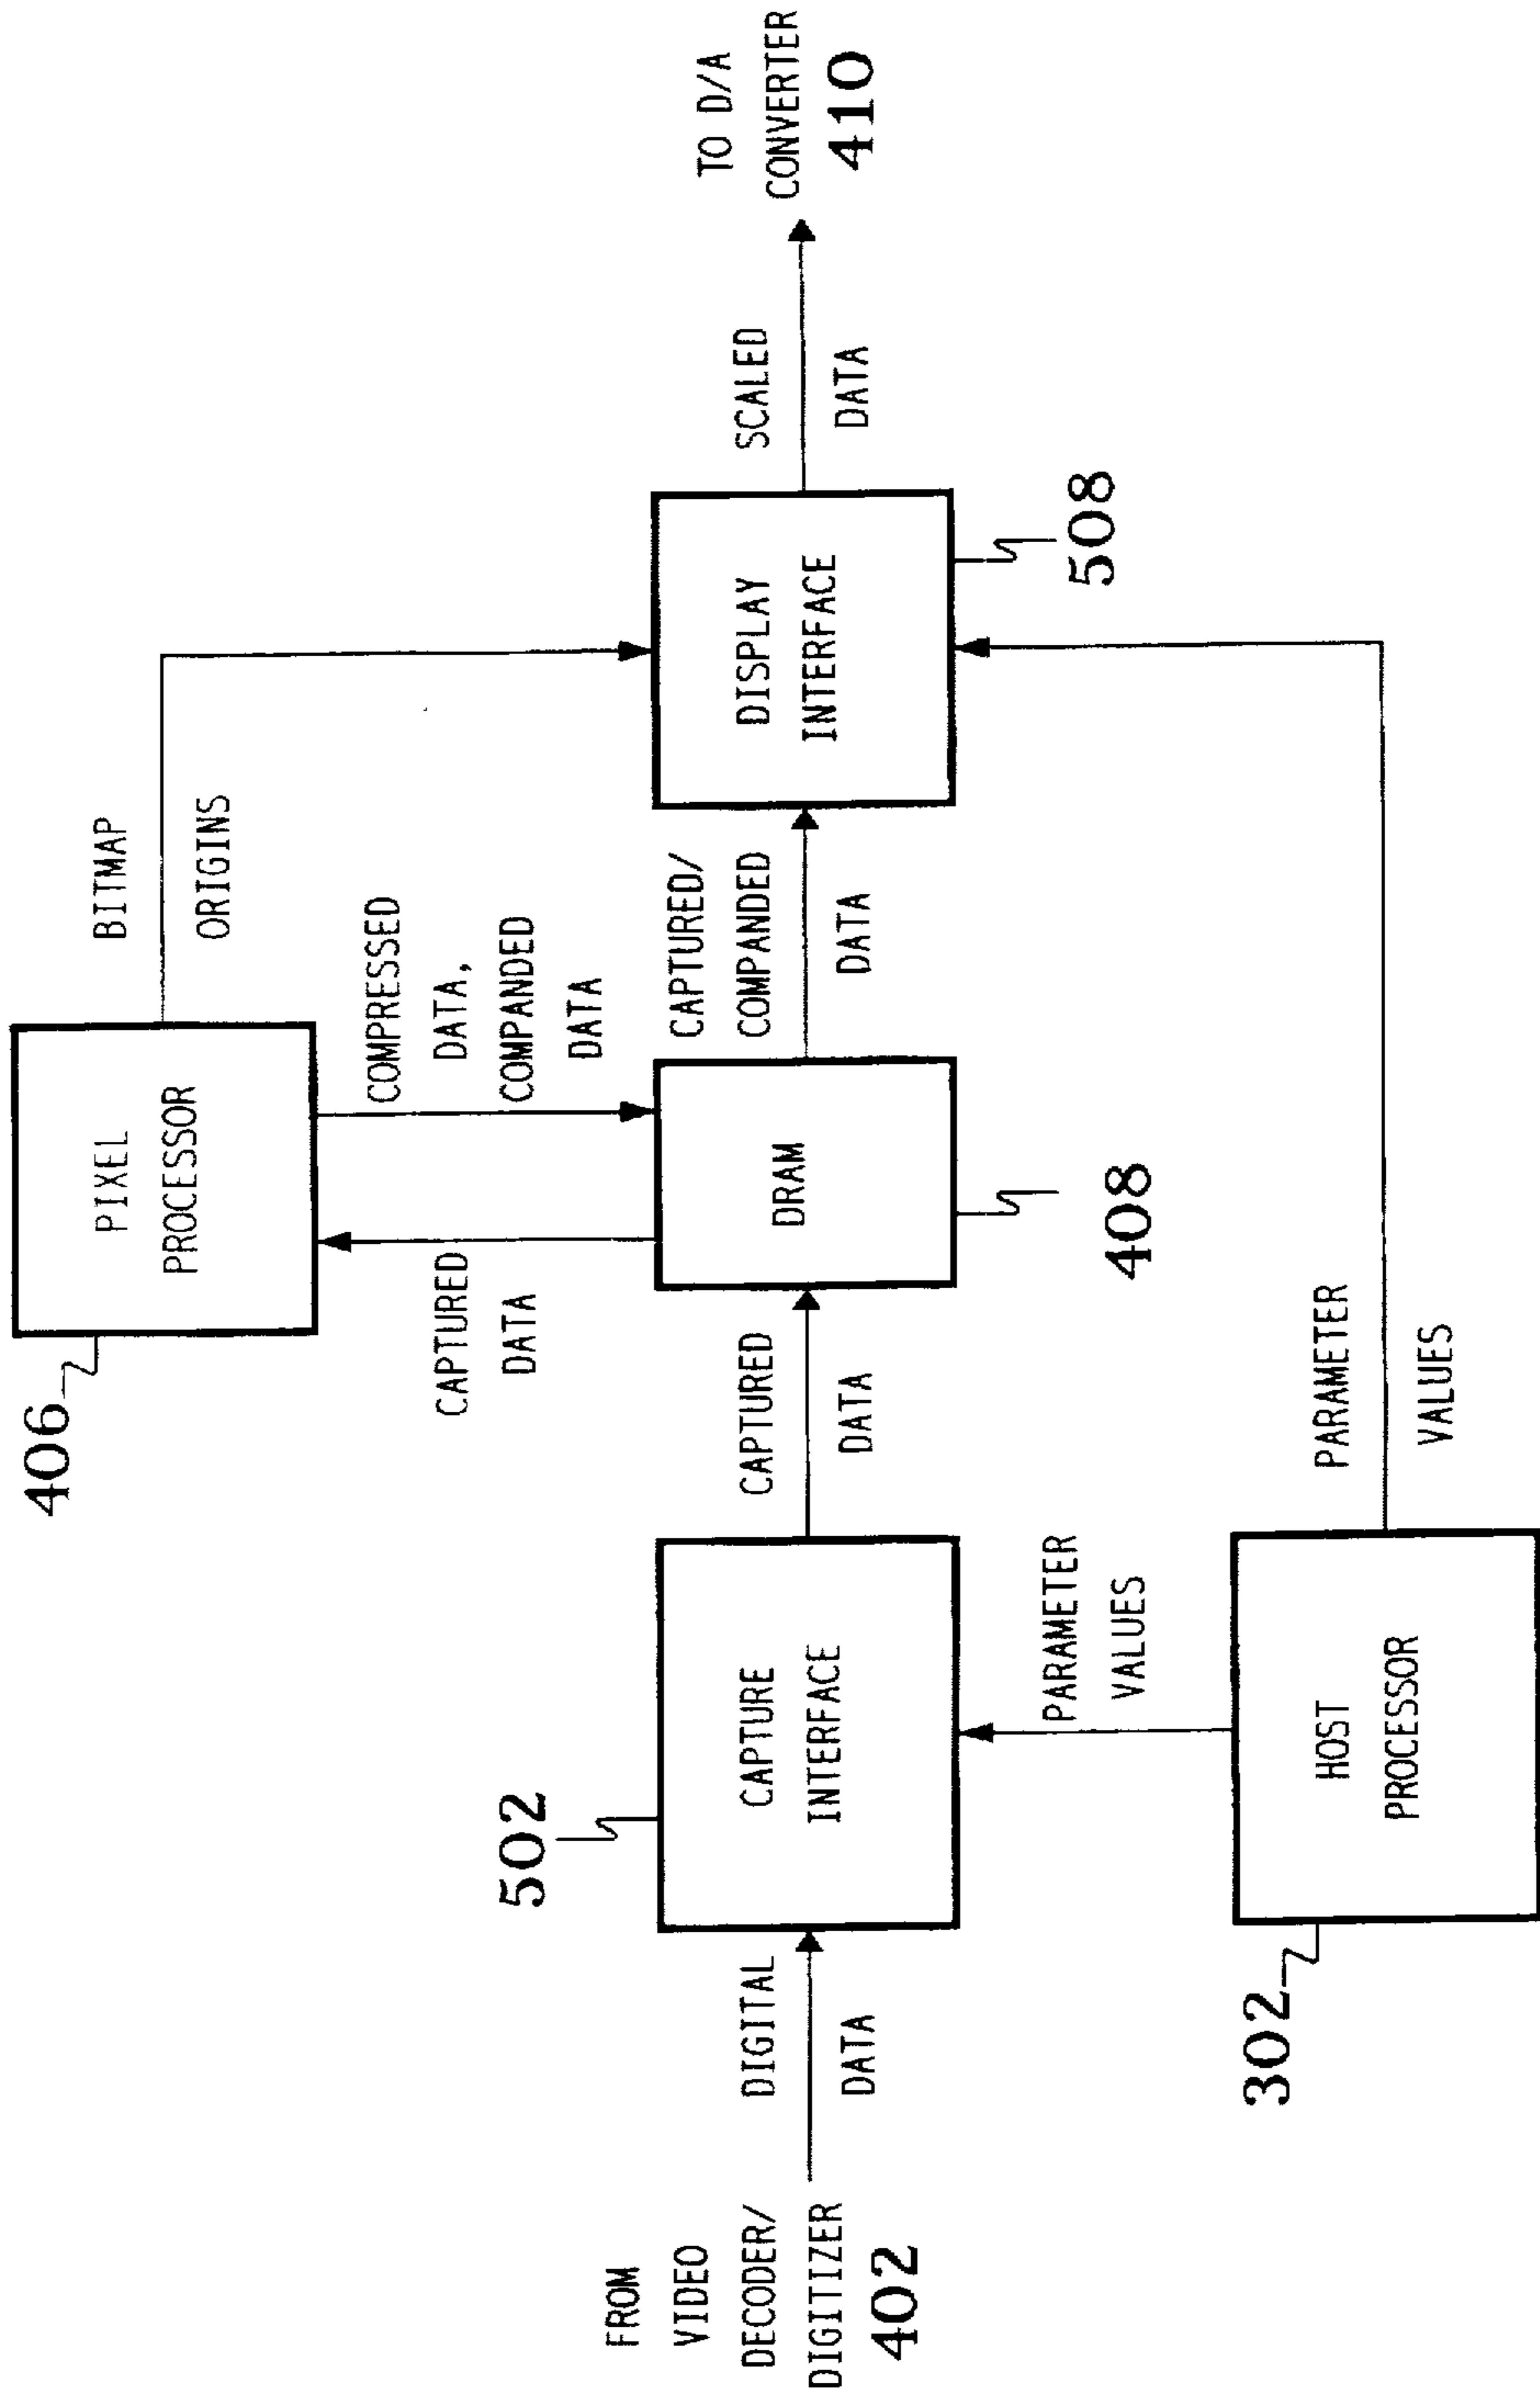 406
PIXEL
PROCESSOR
BITMAP
ORIGINS
CAPTURED
DATA
COMPRESSED
DATA,
COMPANDED
DATA
FROM
VIDEO
DECODER/
DIGITIZER
402
DIGITAL
DATA
502
CAPTURE
INTERFACE
CAPTURED
DATA
DRAM
408
CAPTURED/
COMPANDED
DATA
DISPLAY
INTERFACE
508
SCALED
DATA
TO D/A
CONVERTER
410
PARAMETER
VALUES
302
HOST
PROCESSOR
PARAMETER
VALUES